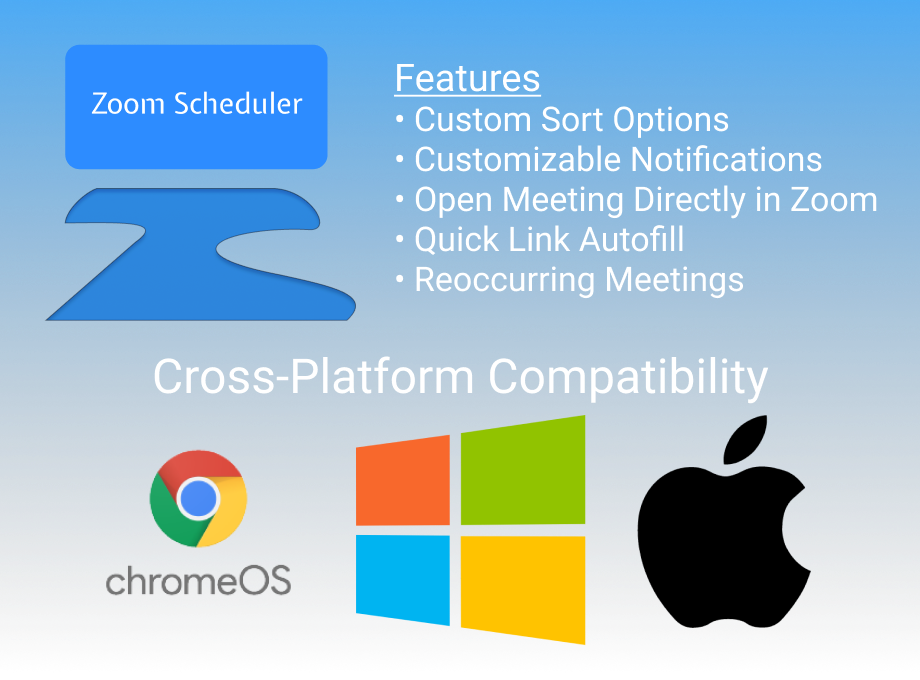 Zoom Scheduler
Features
• Custom Sort Options
• Customizable Notifications
• Open Meeting Directly in Zoom
• Quick Link Autofill
• Reoccurring Meetings
Cross-Platform Compatibility
chromeOS